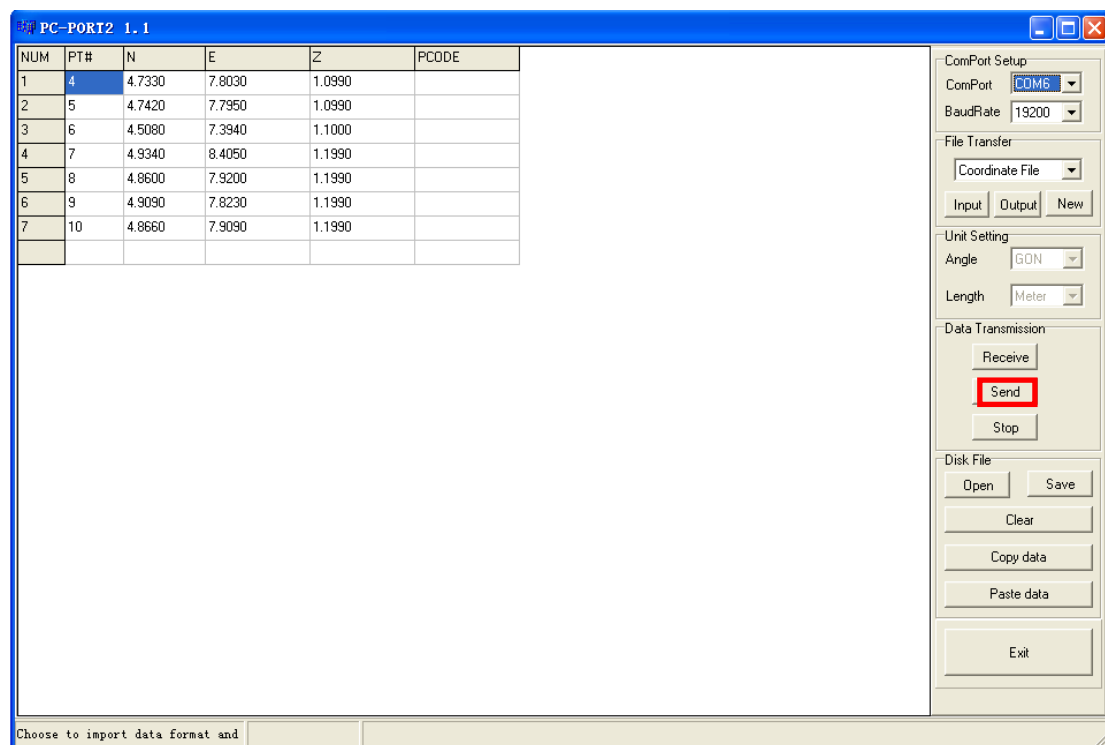 PC-PORT2 1.1
NUM PT# N E Z PCODE
1 4 4.7330 7.8030 1.0990
2 5 4.7420 7.7950 1.0990
3 6 4.5080 7.3940 1.1000
4 7 4.9340 8.4050 1.1990
5 8 4.8600 7.9200 1.1990
6 9 4.9090 7.8230 1.1990
7 10 4.8660 7.9090 1.1990
ComPort Setup
ComPort COM6
BaudRate 19200
File Transfer
Coordinate File
Input Output New
Unit Setting
Angle GON
Length Meter
Data Transmission
Receive
Send
Stop
Disk File
Open Save
Clear
Copy data
Paste data
Exit
Choose to import data format and